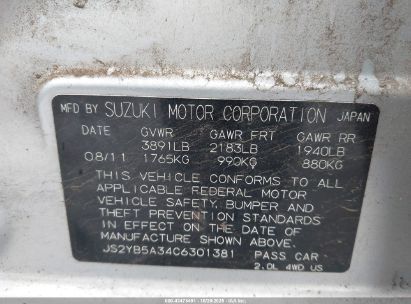 MFD BY SUZUKI MOTOR CORPORATION JAPAN
DATE GVWR GAWR FRT GAWR RR
3891LB 2183LB 1940LB
08/11 1765KG 990KG 880KG
THIS VEHICLE CONFORMS TO ALL
APPLICABLE FEDERAL MOTOR
VEHICLE SAFETY, BUMPER AND
THEFT PREVENTION STANDARDS
IN EFFECT ON THE DATE OF
MANUFACTURE SHOWN ABOVE.
JS2YB5A34C6301381 PASS CAR
2.0L 4WD US